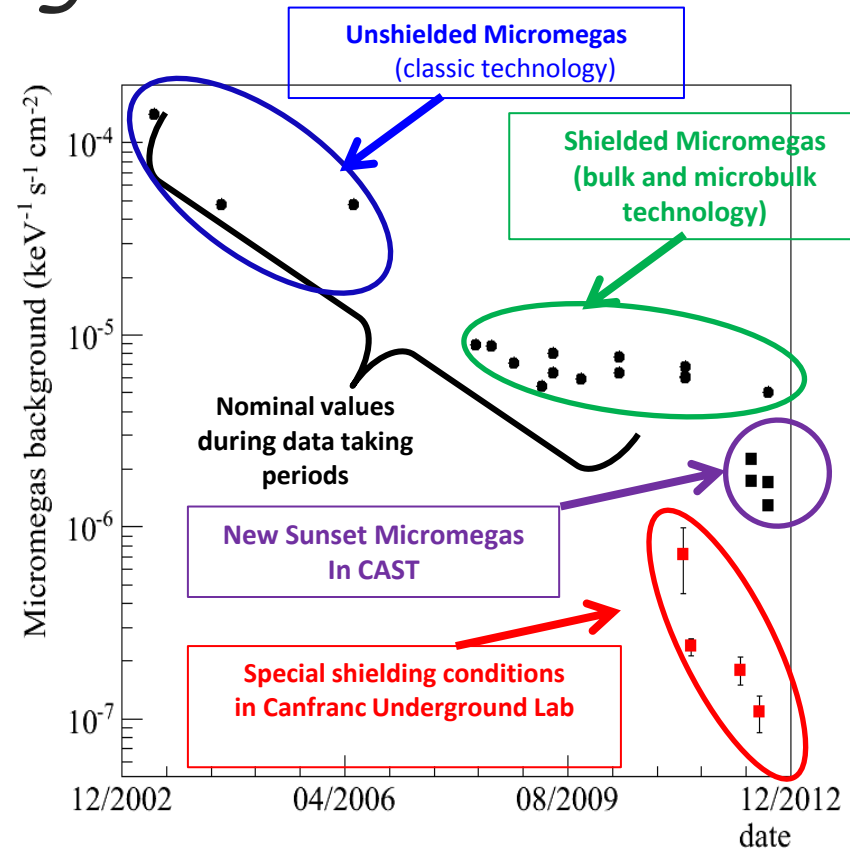 Unshielded Micromegas
(classic technology)
Shielded Micromegas
(bulk and microbulk
technology)
Micromegas background (keV⁻¹ s⁻¹ cm⁻²)
10⁻⁴
10⁻⁵
10⁻⁶
10⁻⁷
Nominal values
during data taking
periods
New Sunset Micromegas
In CAST
Special shielding conditions
in Canfranc Underground Lab
12/2002 04/2006 08/2009 12/2012
date